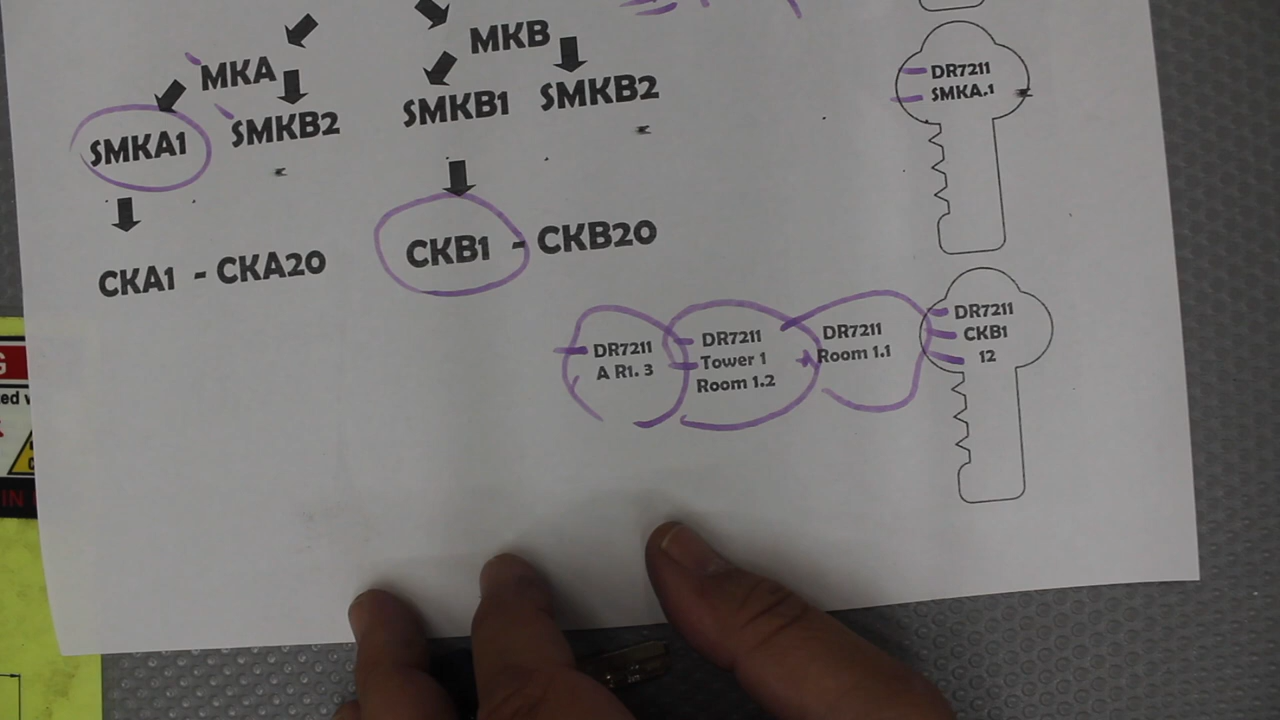 MKA
MKB
SMKA1
SMKB2
SMKB1
SMKB2
CKA1 - CKA20
CKB1 - CKB20
DR7211
SMKA.1
DR7211
A R1. 3
DR7211
Tower 1
Room 1.2
DR7211
Room 1.1
DR7211
CKB1
12